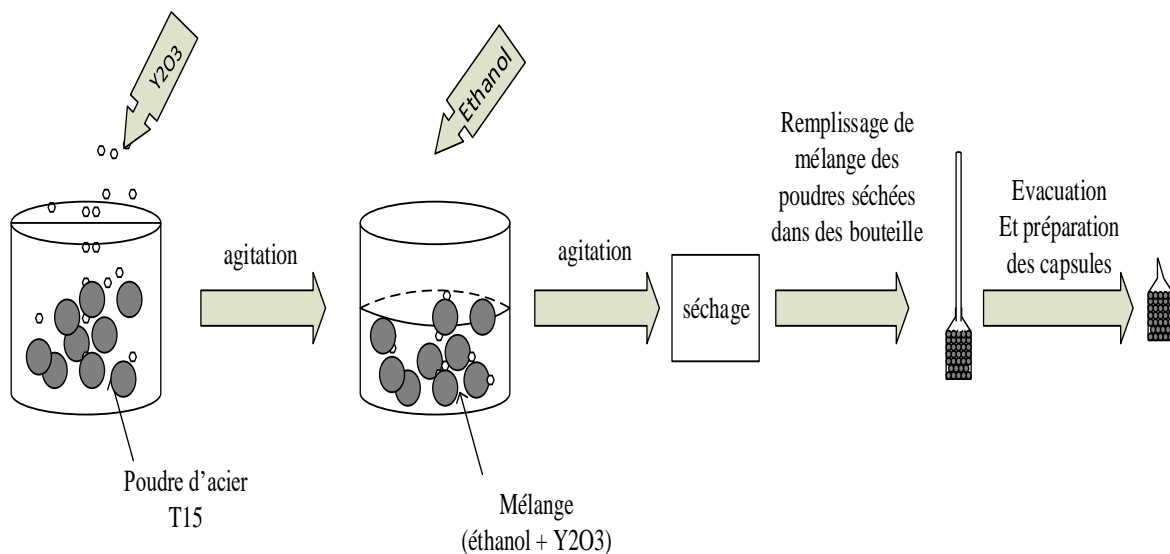 Y2O3
Ethanol
agitation
agitation
séchage
Remplissage de
mélange des
poudres séchées
dans des bouteille
Evacuation
Et préparation
des capsules
Poudre d’acier
T15
Mélange
(éthanol + Y2O3)